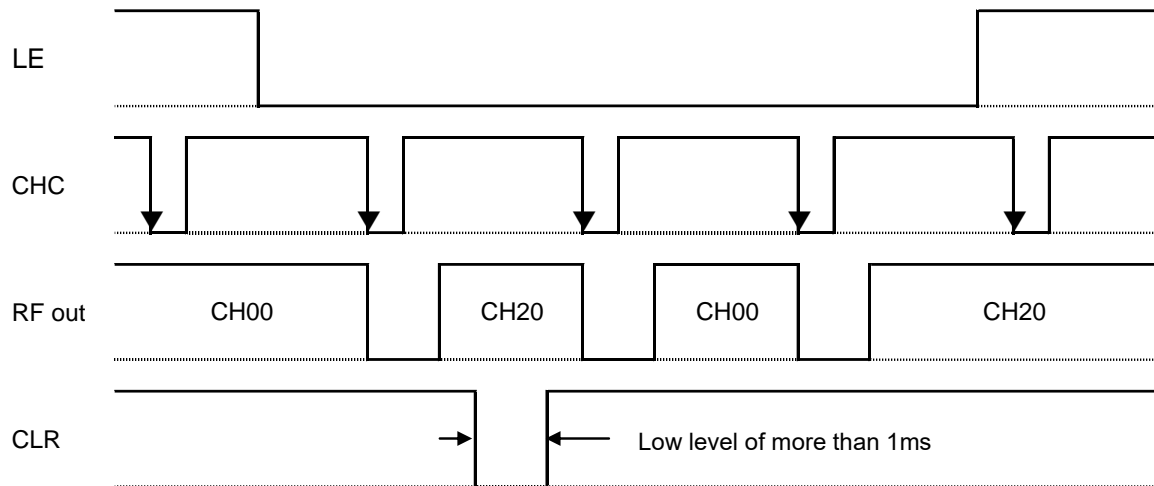 LE
CHC
RF out
CH00
CH20
CH00
CH20
CLR
Low level of more than 1ms